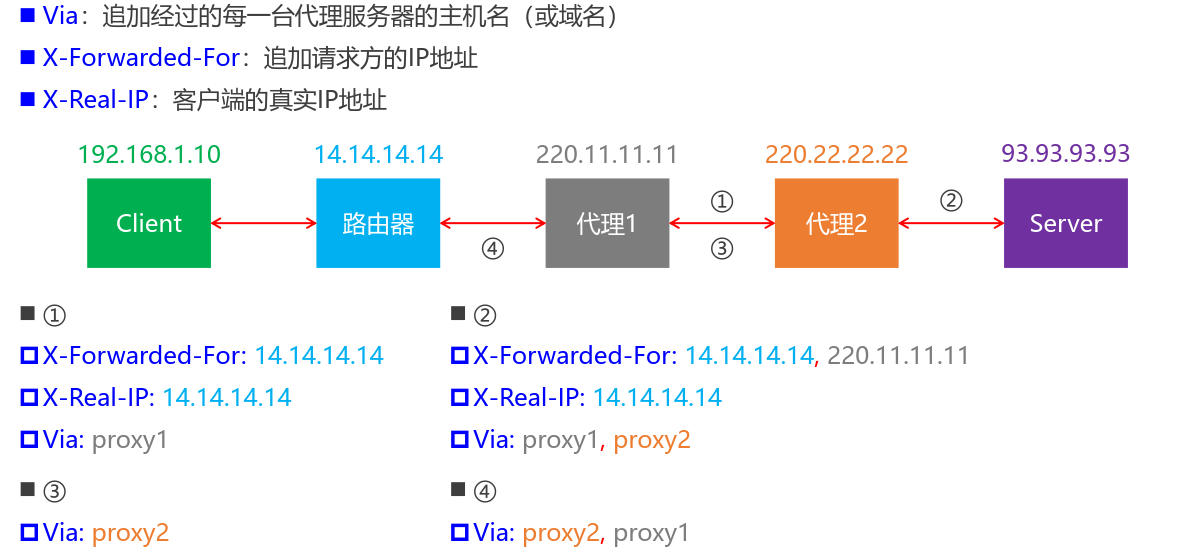 Via：追加经过的每一台代理服务器的主机名（或域名）
X-Forwarded-For：追加请求方的IP地址
X-Real-IP：客户端的真实IP地址
192.168.1.10 14.14.14.14 220.11.11.11 220.22.22.22 93.93.93.93
Client 路由器 代理1 代理2 Server
① ②
④ ③
① ②
X-Forwarded-For: 14.14.14.14 X-Forwarded-For: 14.14.14.14, 220.11.11.11
X-Real-IP: 14.14.14.14 X-Real-IP: 14.14.14.14
Via: proxy1 Via: proxy1, proxy2
③ ④
Via: proxy2 Via: proxy2, proxy1